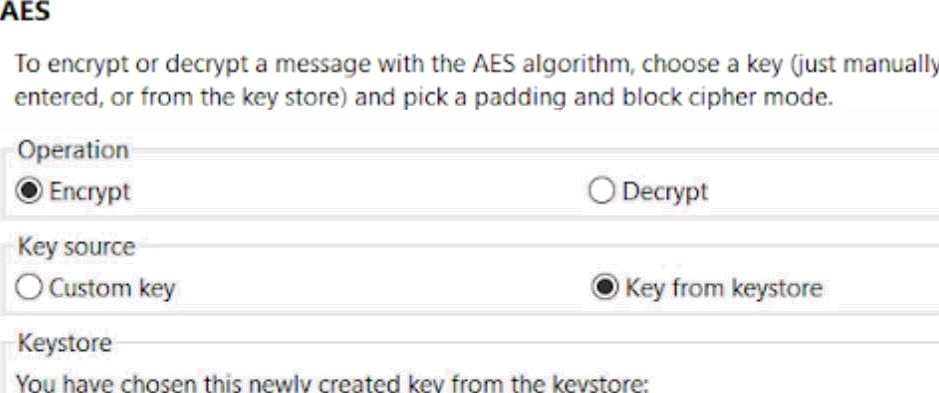 AES
To encrypt or decrypt a message with the AES algorithm, choose a key (just manually
entered, or from the key store) and pick a padding and block cipher mode.
Operation
Encrypt
Decrypt
Key source
Custom key
Key from keystore
Keystore
You have chosen this newly created key from the keystore: